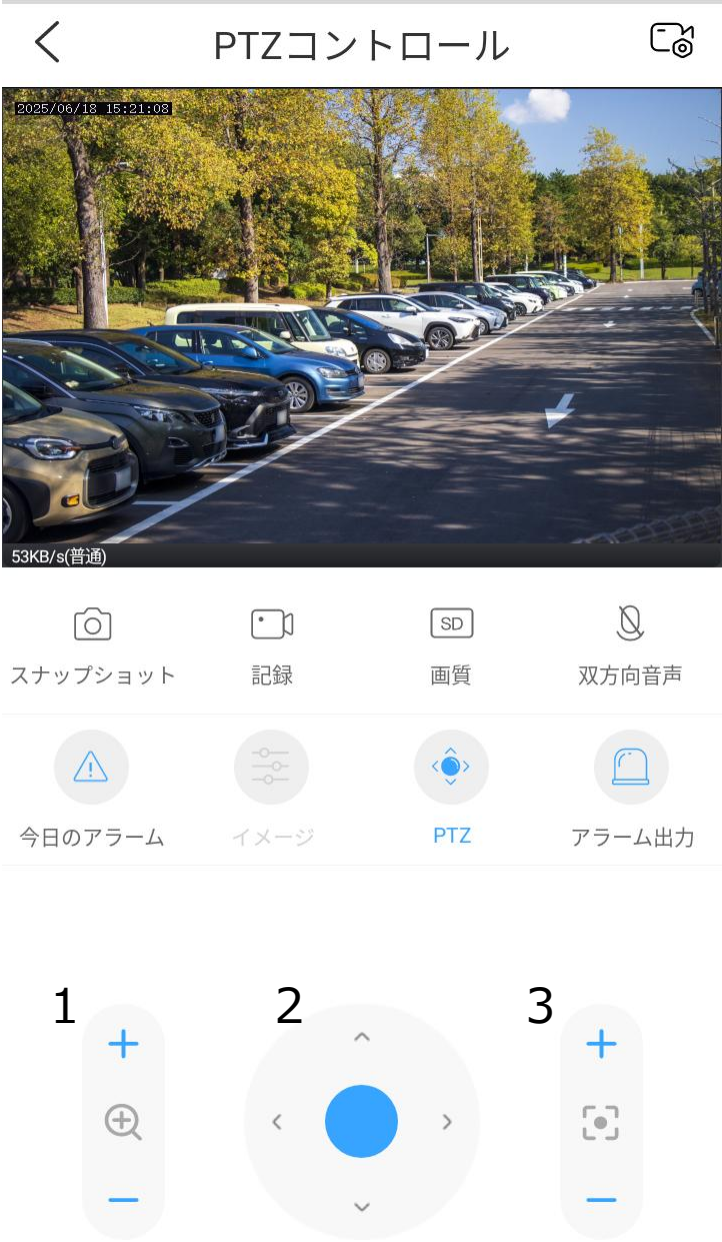 PTZコントロール
2025/06/18 15:21:08
53KB/s(普通)
SD
スナップショット 記録 画質 双方向音声
今日のアラーム イメージ PTZ アラーム出力
1 2 3